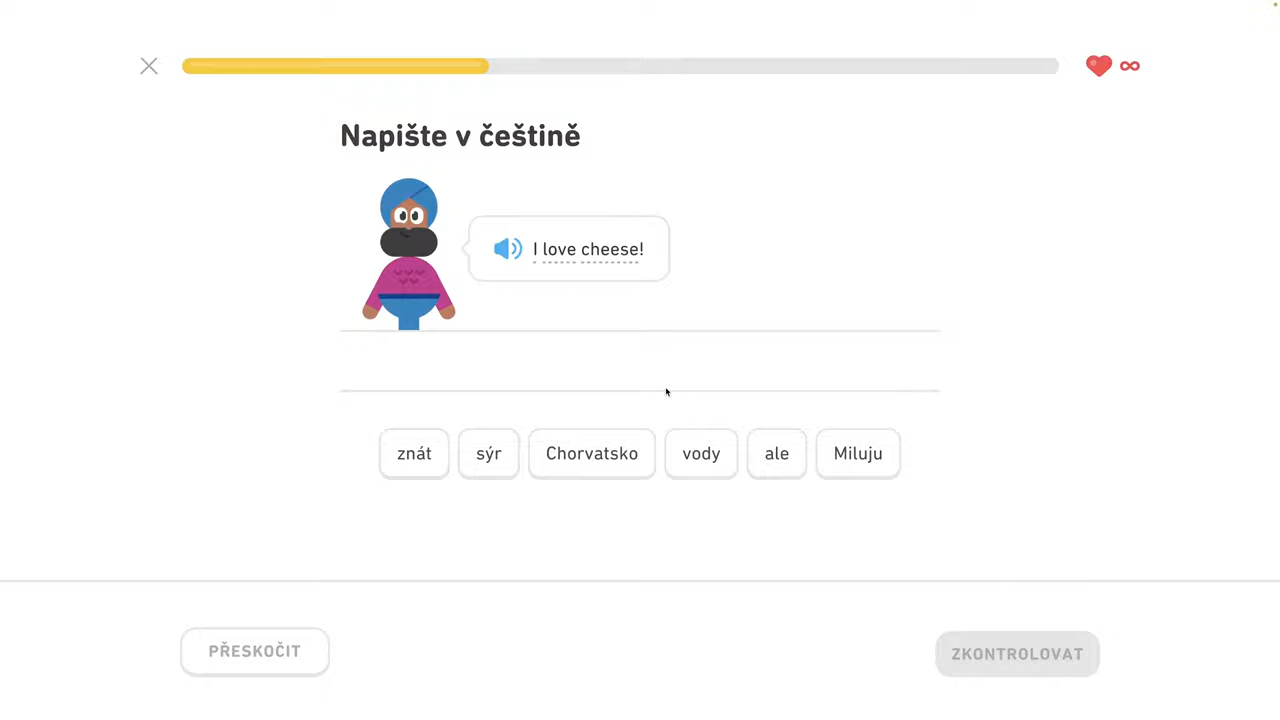 Napište v češtině
I love cheese!
znát sýr Chorvatsko vody ale Miluju
PŘESKOČIT ZKONTROLOVAT